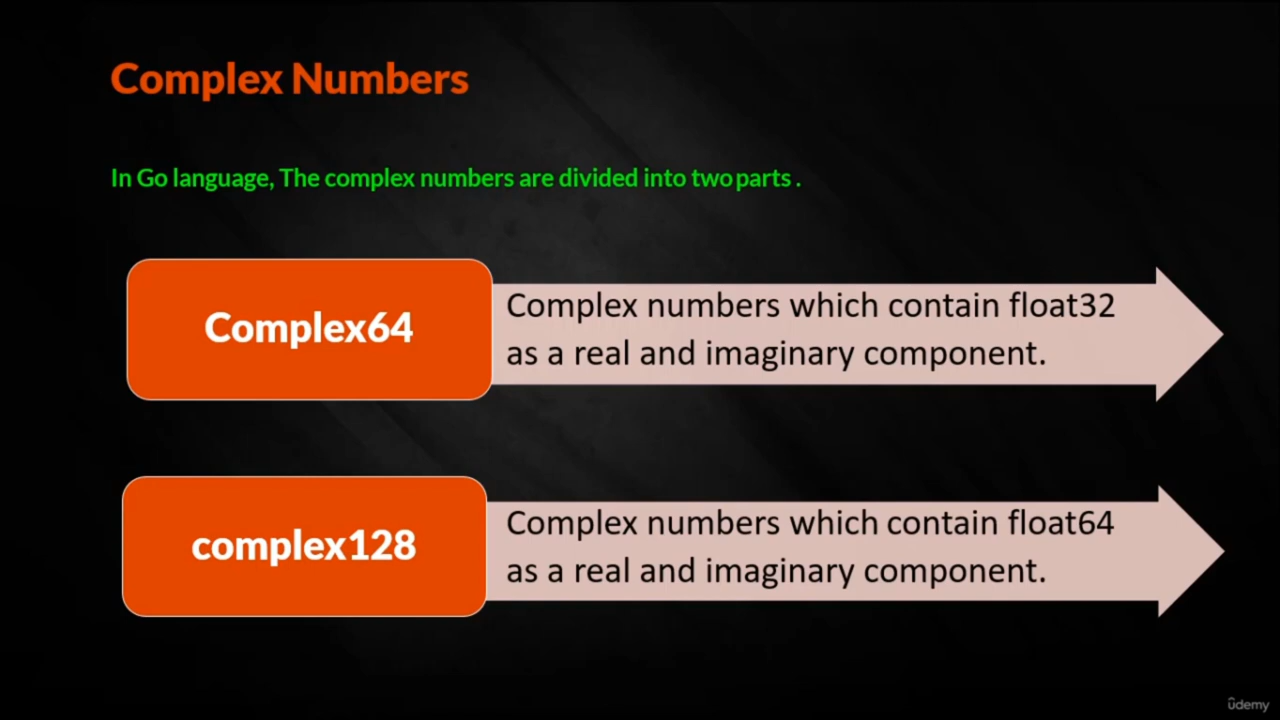 Complex Numbers
In Go language, The complex numbers are divided into two parts .
Complex64
Complex numbers which contain float32
as a real and imaginary component.
complex128
Complex numbers which contain float64
as a real and imaginary component.
ûdemy